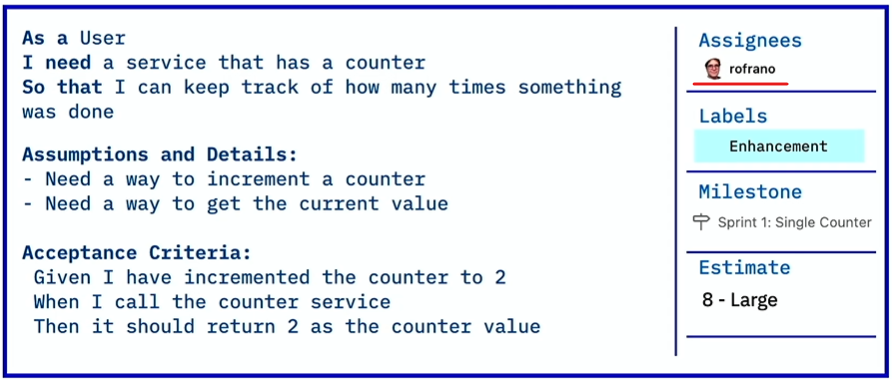 As a User
I need a service that has a counter
So that I can keep track of how many times something
was done
Assumptions and Details:
- Need a way to increment a counter
- Need a way to get the current value
Acceptance Criteria:
Given I have incremented the counter to 2
When I call the counter service
Then it should return 2 as the counter value
Assignees
rofrano
Labels
Enhancement
Milestone
Sprint 1: Single Counter
Estimate
8 - Large